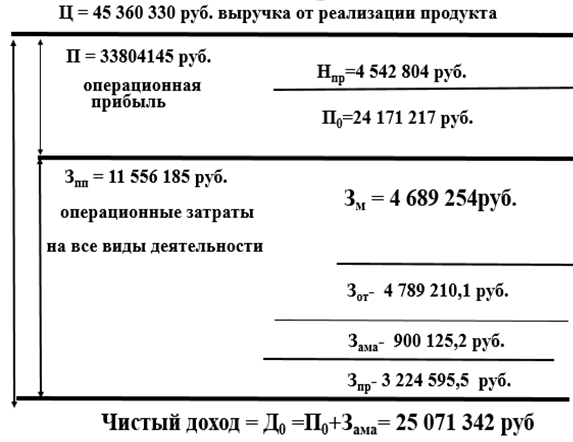 Ц = 45 360 330 руб. выручка от реализации продукта
П = 33804145 руб.
операционная
прибыль
Нпр=4 542 804 руб.
П0=24 171 217 руб.
Зпп = 11 556 185 руб.
операционные затраты
на все виды деятельности
Зм = 4 689 254руб.
Зот- 4 789 210,1 руб.
Зама- 900 125,2 руб.
Зпр- 3 224 595,5 руб.
Чистый доход = Д0 =П0+Зама= 25 071 342 руб